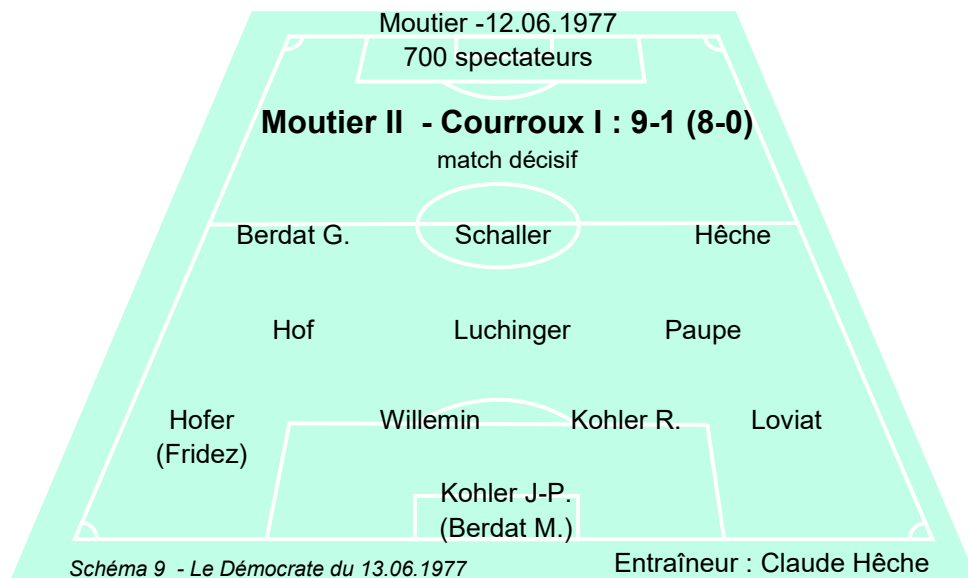 Moutier -12.06.1977
700 spectateurs
Moutier II - Courroux I : 9-1 (8-0)
match décisif
Berdat G. Schaller Hêche
Hof Luchinger Paupe
Hofer Willemin Kohler R. Loviat
(Fridez)
Kohler J-P.
(Berdat M.)
Schéma 9 - Le Démocrate du 13.06.1977 Entraîneur : Claude Hêche